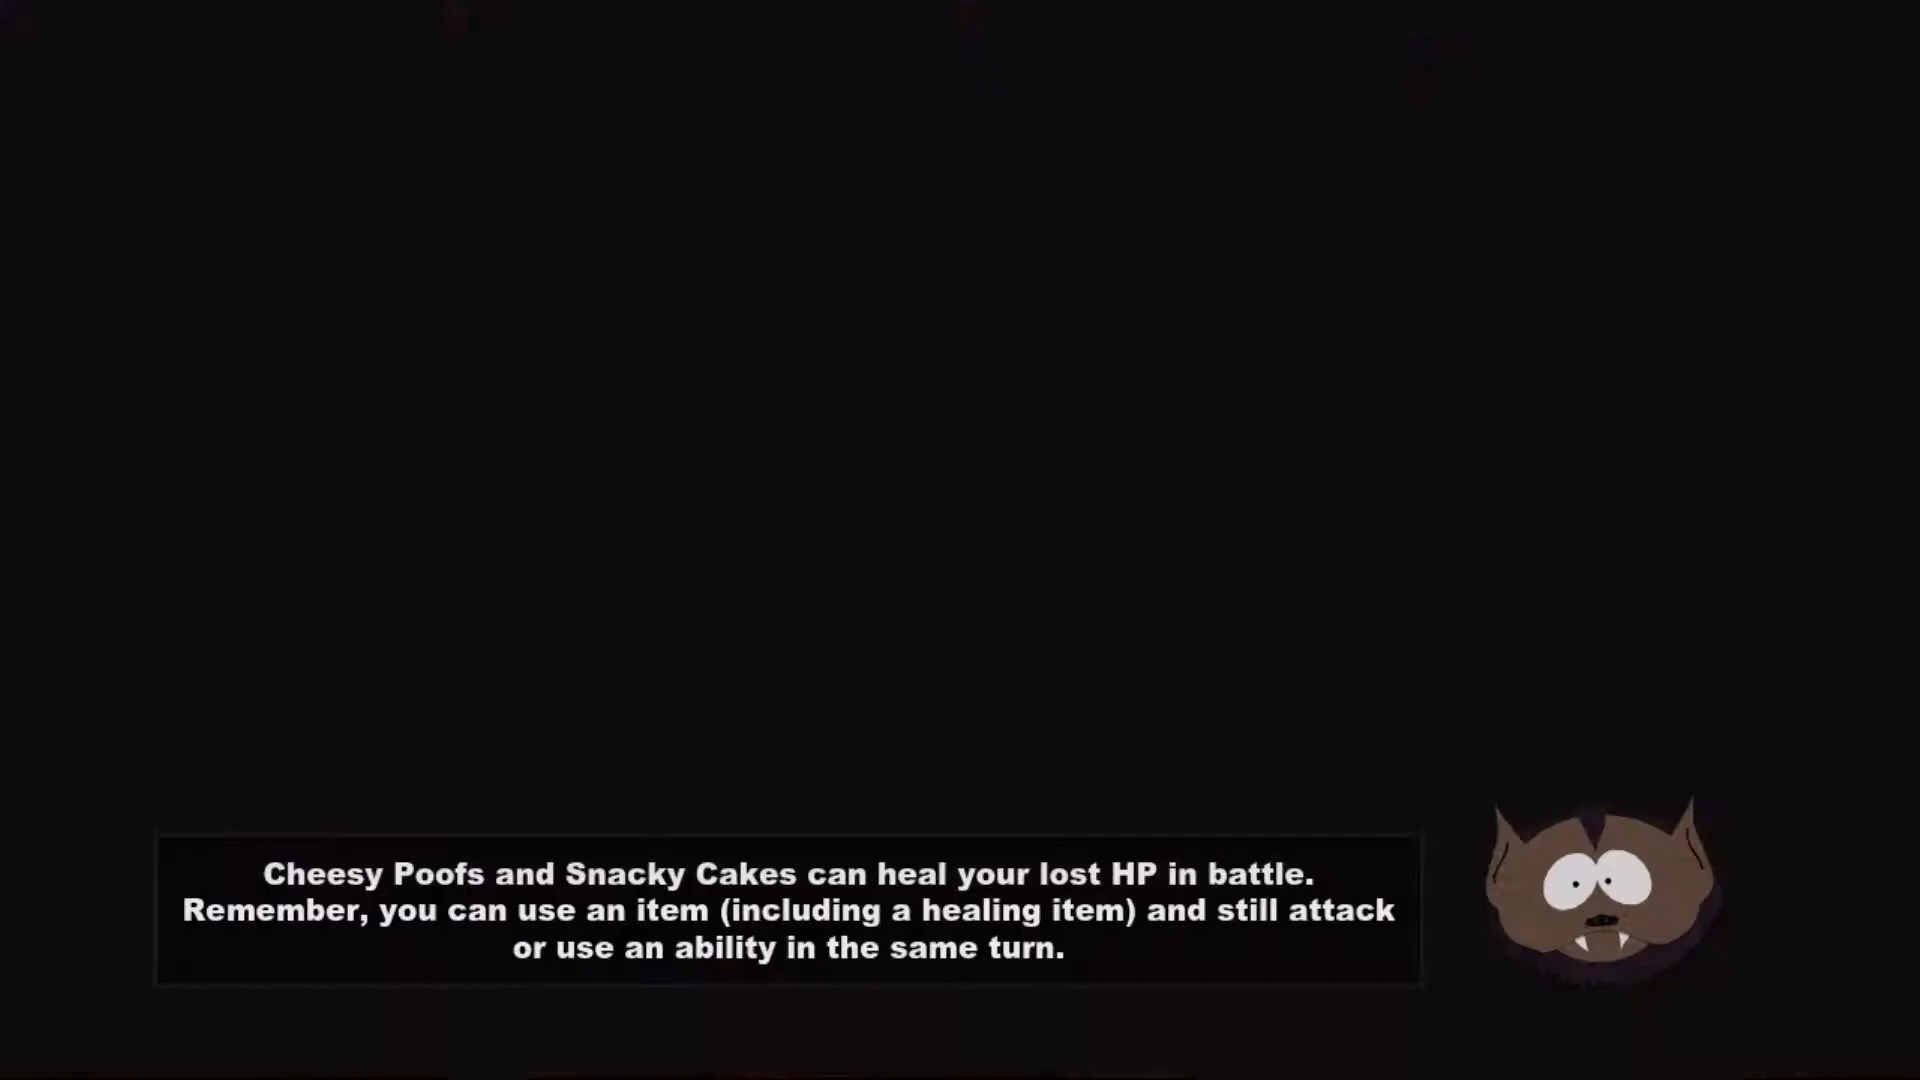 Cheesy Poofs and Snacky Cakes can heal your lost HP in battle.
Remember, you can use an item (including a healing item) and still attack
or use an ability in the same turn.